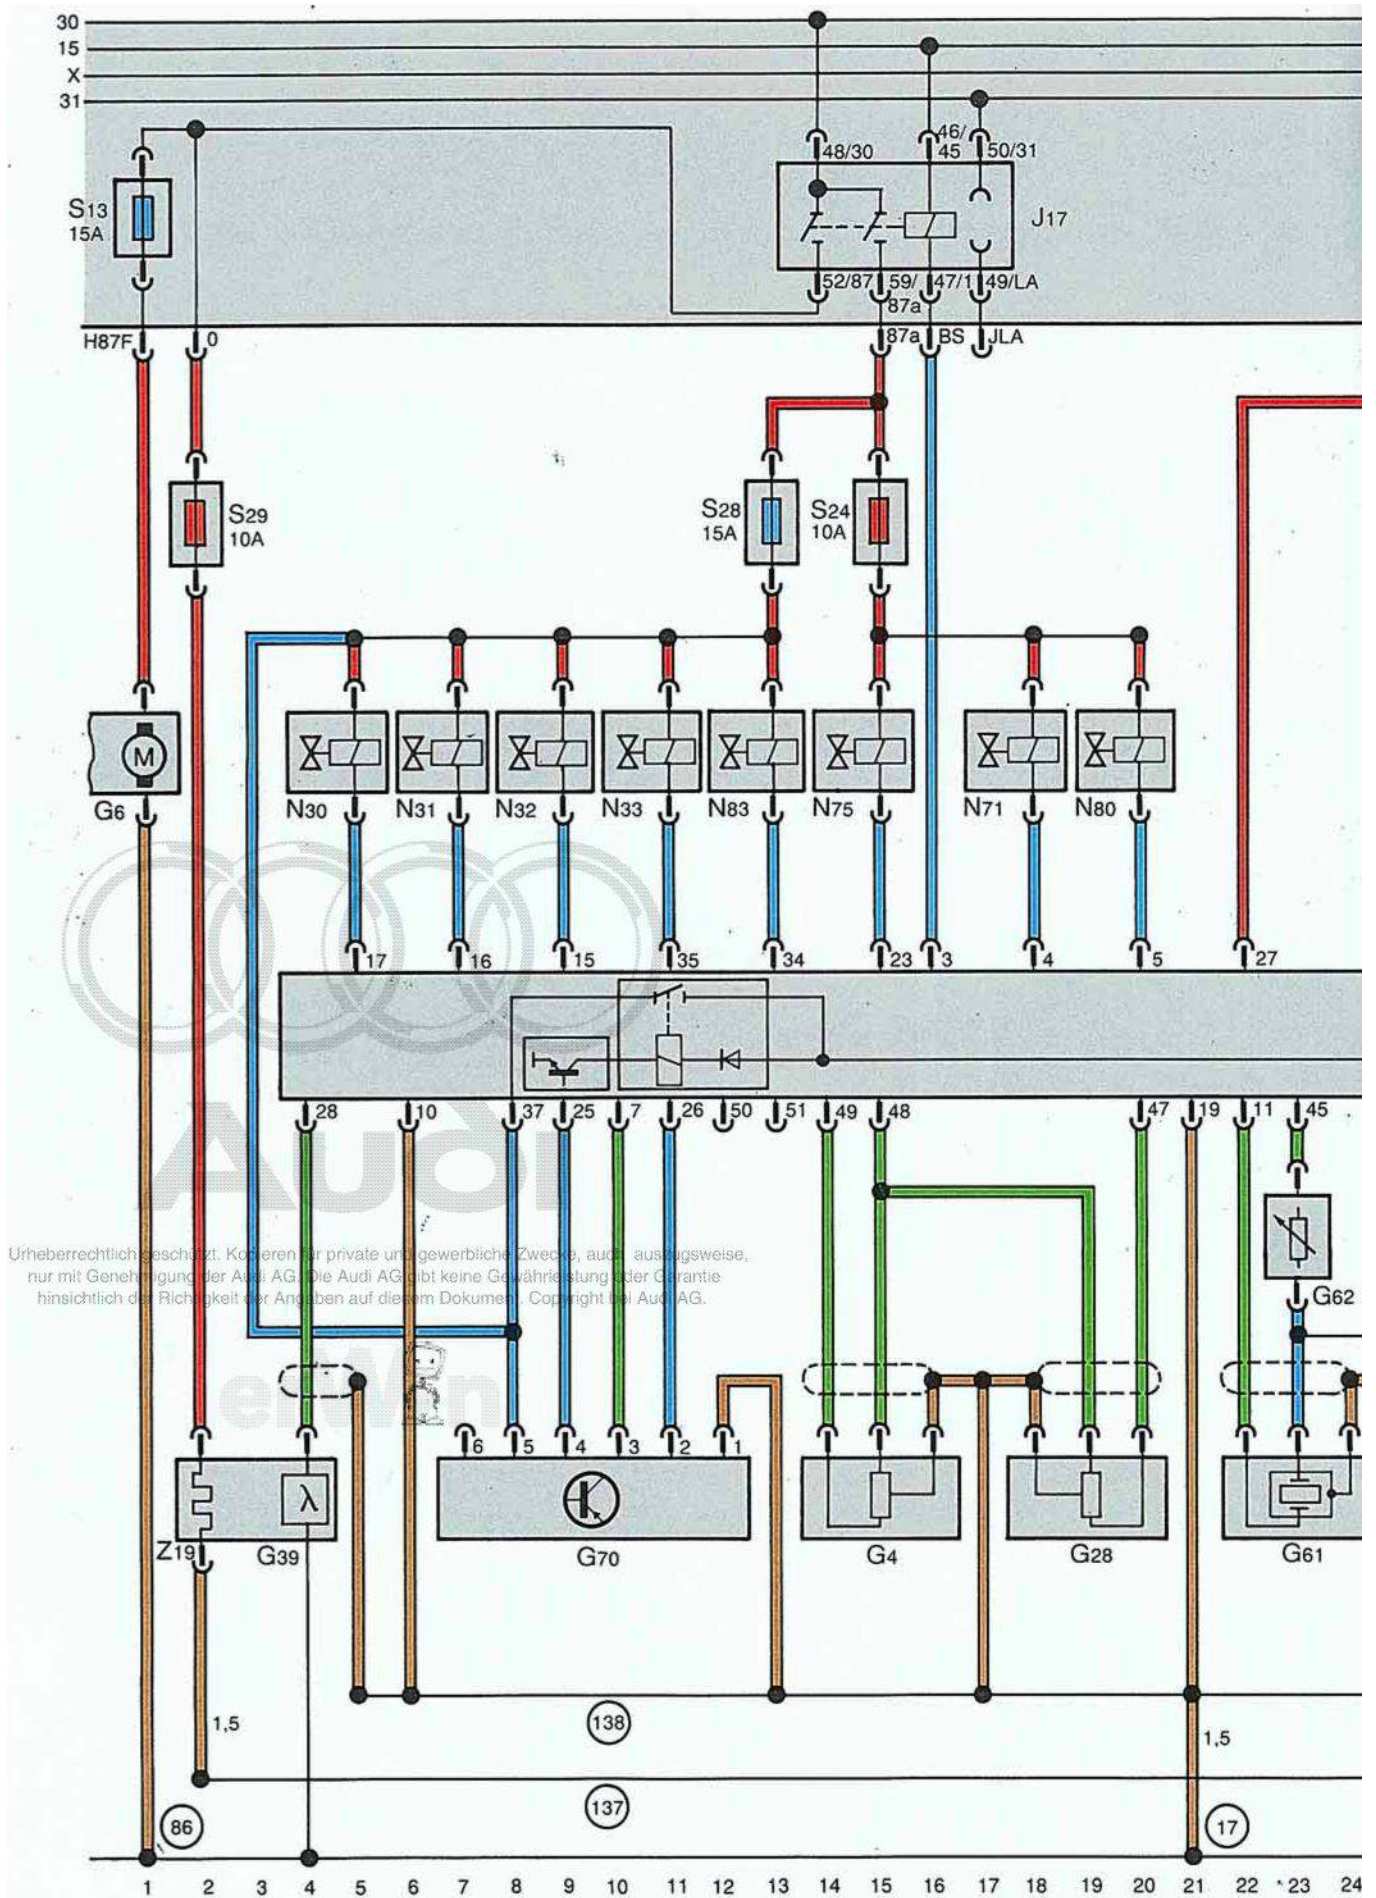 30
15
X
31
46/
48/30 45 50/31
S13
15A
J17
52/87 59/ 47/1 49/LA
87a
H87F 0 87a BS JLA
S29
10A
S28
15A
S24
10A
M
G6 N30 N31 N32 N33 N83 N75 N71 N80
17 16 15 35 34 23 3 4 5 27
28 10 37 25 7 26 50 51 49 48 47 19 11 45
Audi
Urheberrechtlich geschützt. Kopieren für private und gewerbliche Zwecke, auch auszugsweise,
nur mit Genehmigung der Audi AG. Die Audi AG gibt keine Gewährleistung oder Garantie
hinsichtlich der Richtigkeit der Angaben auf diesem Dokument. Copyright bei Audi AG.
G62
erWin
6 5 4 3 2 1
λ
Z19 G39 G70 G4 G28 G61
138
1,5 1,5
137
86 17
1 2 3 4 5 6 7 8 9 10 11 12 13 14 15 16 17 18 19 20 21 22 23 24